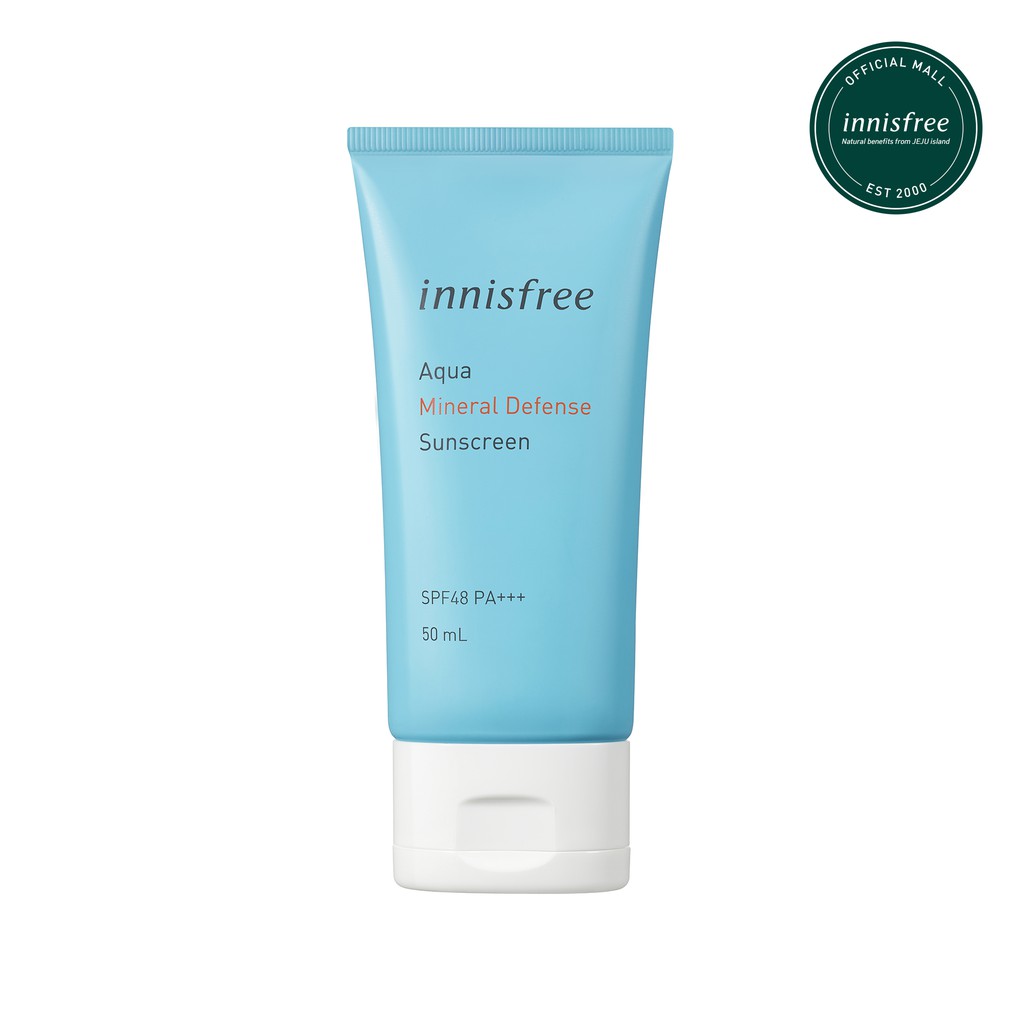 OFFICIAL MALL
innisfree
Natural benefits from JEJU island
EST 2000
innisfree
Aqua
Mineral Defense
Sunscreen
SPF48 PA+++
50 mL